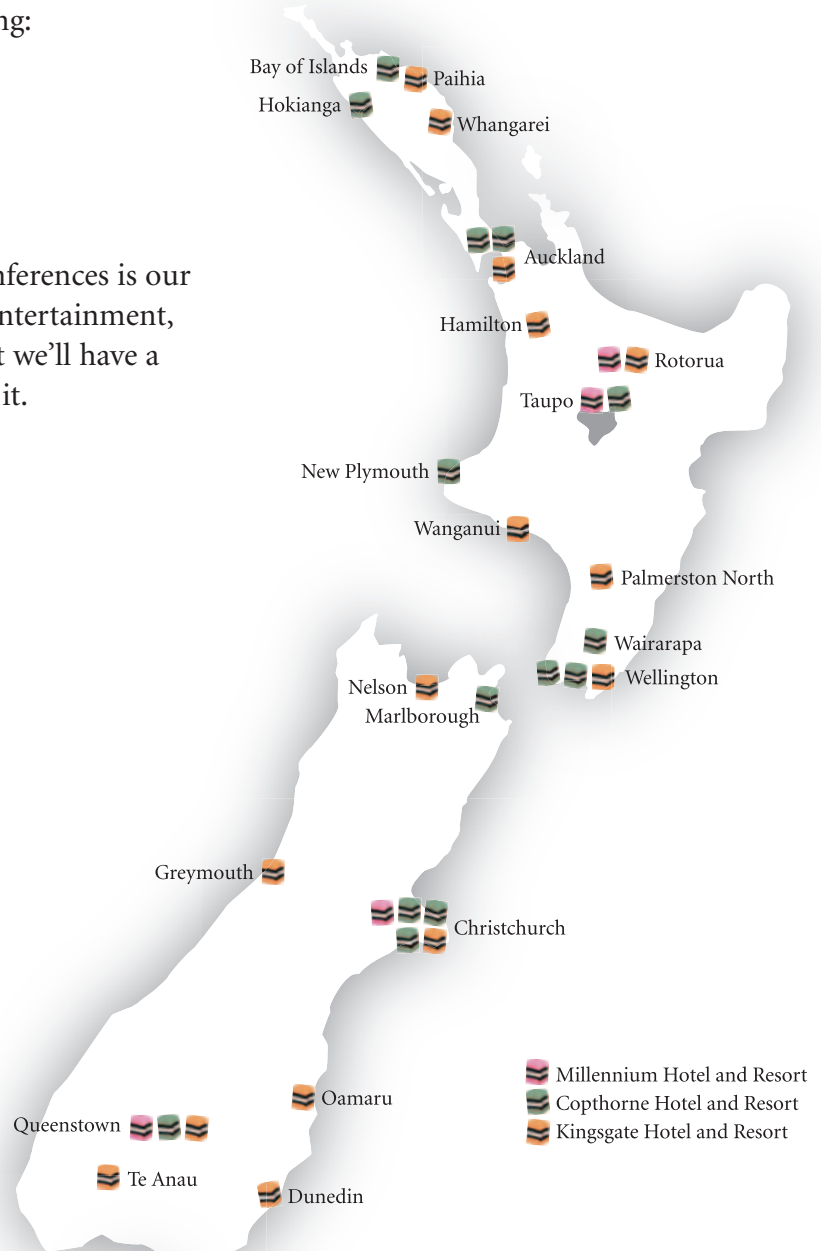 ng:
Bay of Islands
Paihia
Hokianga
Whangarei
Auckland
nferences is our
ntertainment,
t we’ll have a
it.
Hamilton
Rotorua
Taupo
New Plymouth
Wanganui
Palmerston North
Wairarapa
Wellington
Nelson
Marlborough
Greymouth
Christchurch
Oamaru
Queenstown
Te Anau
Dunedin
Millennium Hotel and Resort
Copthorne Hotel and Resort
Kingsgate Hotel and Resort